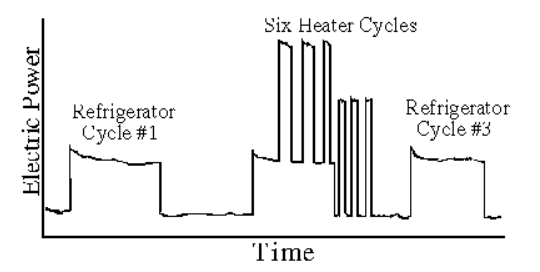 Six Heater Cycles
Refrigerator
Cycle #1
Refrigerator
Cycle #3
Electric Power
Time